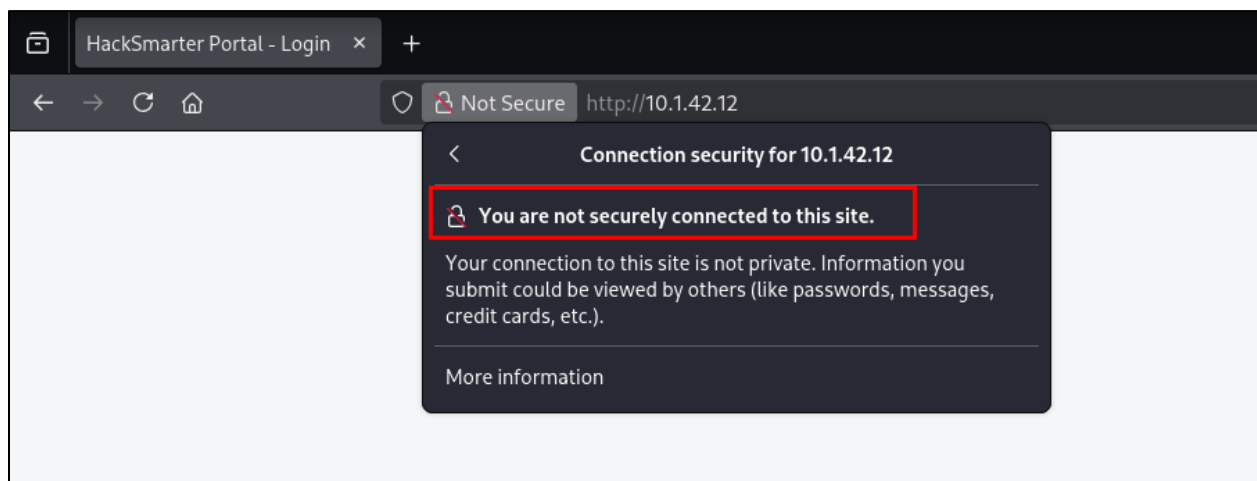 HackSmarter Portal - Login
Not Secure http://10.1.42.12
Connection security for 10.1.42.12
You are not securely connected to this site.
Your connection to this site is not private. Information you
submit could be viewed by others (like passwords, messages,
credit cards, etc.).
More information